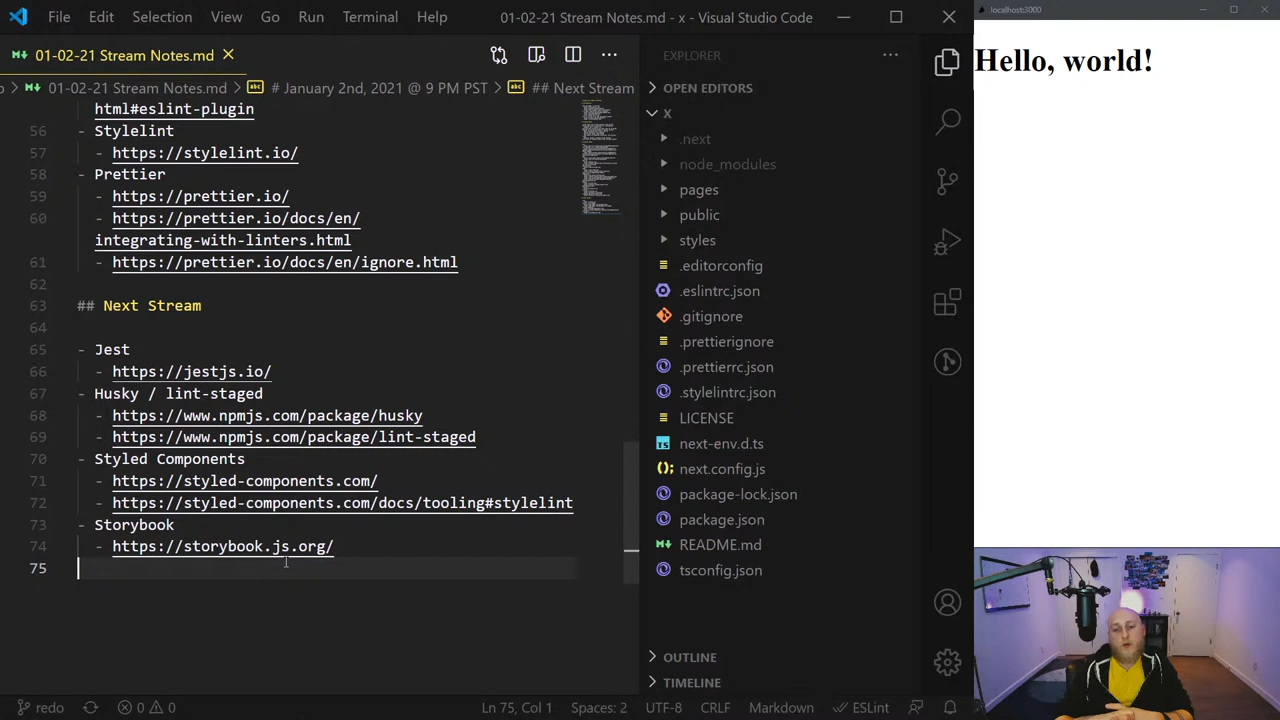 File Edit Selection View Go Run Terminal Help 01-02-21 Stream Notes.md - x - Visual Studio Code
localhost:3000
01-02-21 Stream Notes.md
EXPLORER
Hello, world!
01-02-21 Stream Notes.md > # January 2nd, 2021 @ 9 PM PST > ## Next Stream
html#eslint-plugin
56 - Stylelint
57 - https://stylelint.io/
58 - Prettier
59 - https://prettier.io/
60 - https://prettier.io/docs/en/
integrating-with-linters.html
61 - https://prettier.io/docs/en/ignore.html
62
63 ## Next Stream
64
65 - Jest
66 - https://jestjs.io/
67 - Husky / lint-staged
68 - https://www.npmjs.com/package/husky
69 - https://www.npmjs.com/package/lint-staged
70 - Styled Components
71 - https://styled-components.com/
72 - https://styled-components.com/docs/tooling#stylelint
73 - Storybook
74 - https://storybook.js.org/
75
OPEN EDITORS
X
.next
node_modules
pages
public
styles
.editorconfig
.eslintrc.json
.gitignore
.prettierignore
.prettierrc.json
.stylelintrc.json
LICENSE
next-env.d.ts
next.config.js
package-lock.json
package.json
README.md
tsconfig.json
OUTLINE
TIMELINE
redo 0 0 Ln 75, Col 1 Spaces: 2 UTF-8 CRLF Markdown ESLint